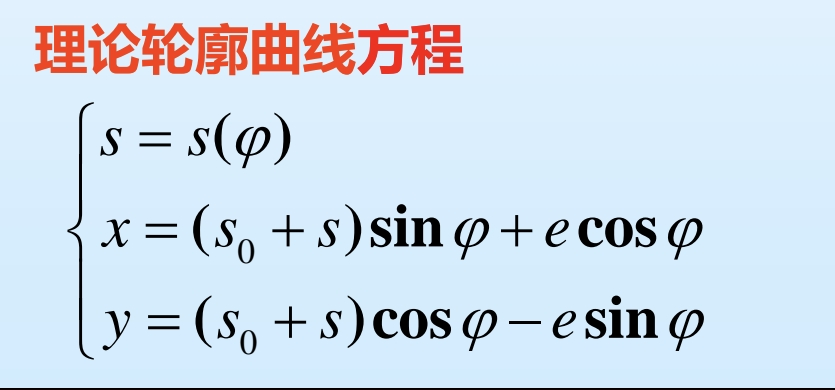 理论轮廓曲线方程
s = s(φ)
x = (s₀ + s) sin φ + e cos φ
y = (s₀ + s) cos φ − e sin φ